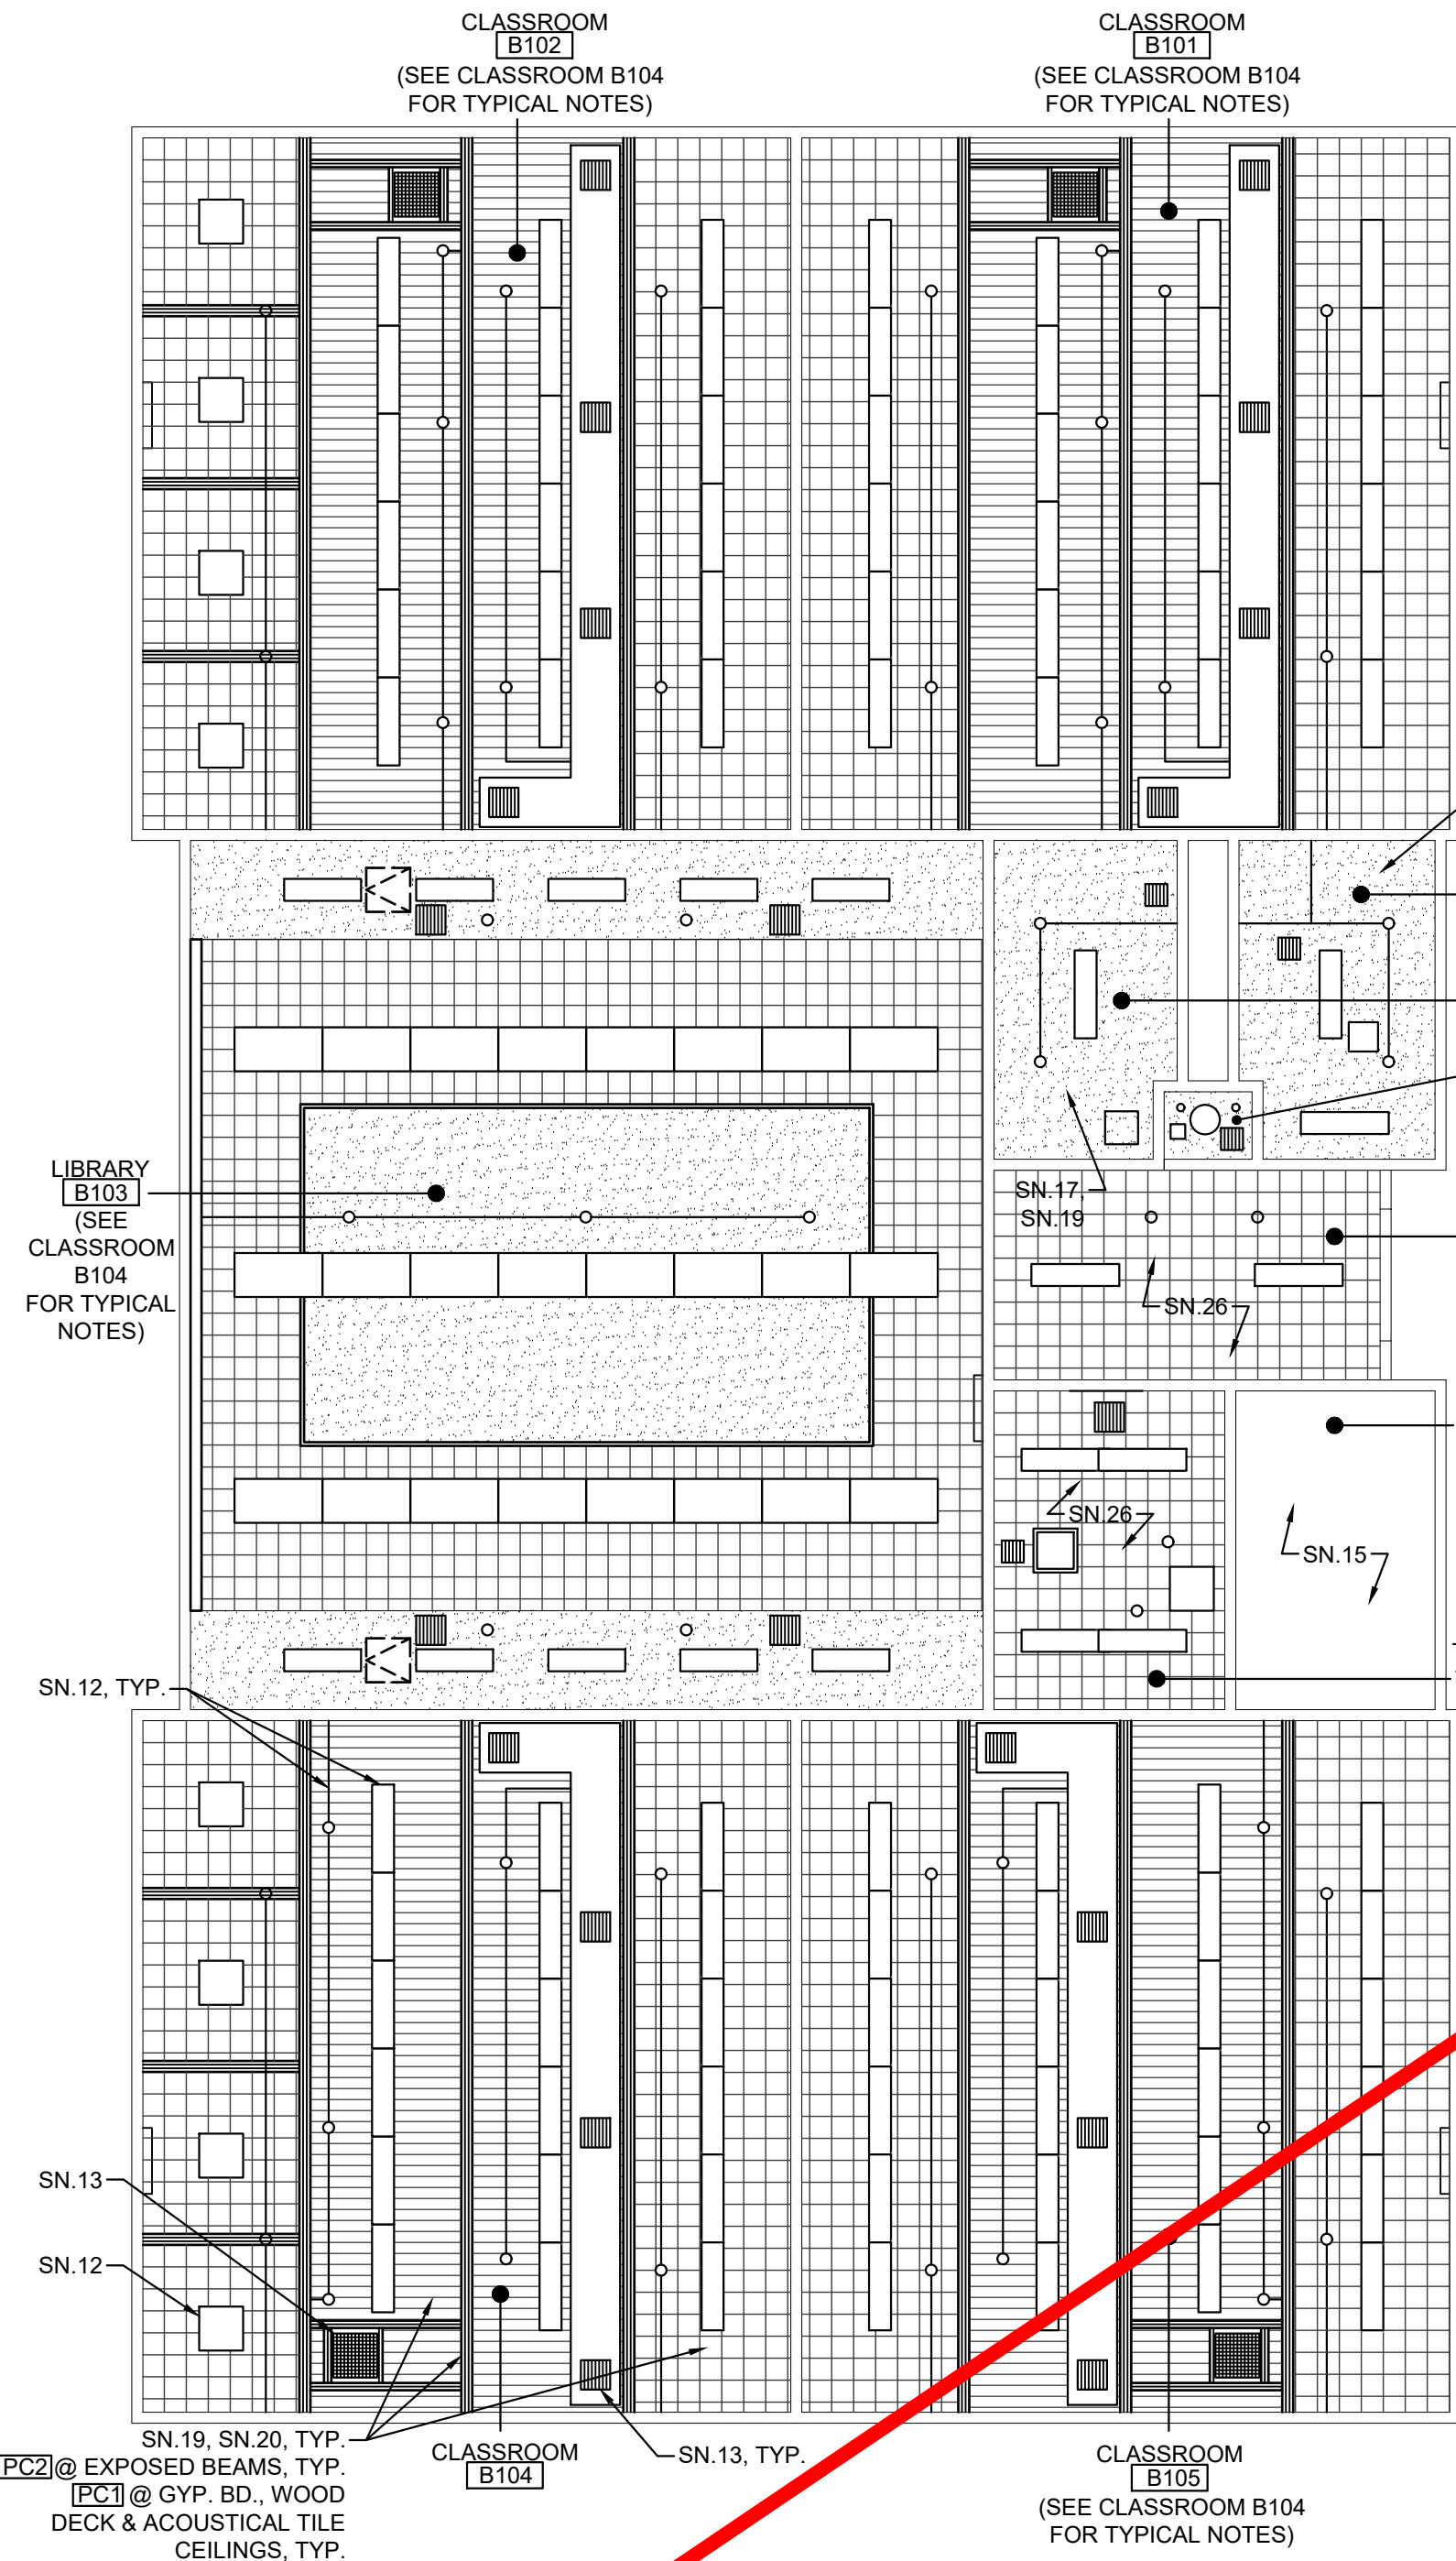 CLASSROOM
B102
(SEE CLASSROOM B104
FOR TYPICAL NOTES)
CLASSROOM
B101
(SEE CLASSROOM B104
FOR TYPICAL NOTES)
LIBRARY
B103
(SEE
CLASSROOM
B104
FOR TYPICAL
NOTES)
SN.17,
SN.19
SN.26
SN.26
SN.15
SN.12, TYP.
SN.13
SN.12
SN.19, SN.20, TYP.
PC2 @ EXPOSED BEAMS, TYP.
PC1 @ GYP. BD., WOOD
DECK & ACOUSTICAL TILE
CEILINGS, TYP.
CLASSROOM
B104
SN.13, TYP.
CLASSROOM
B105
(SEE CLASSROOM B104
FOR TYPICAL NOTES)